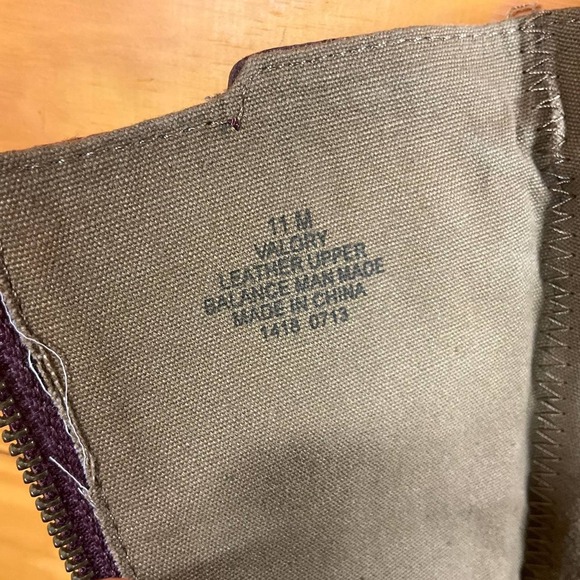 11 M
VALORY
LEATHER UPPER
BALANCE MAN MADE
MADE IN CHINA
1418 0713